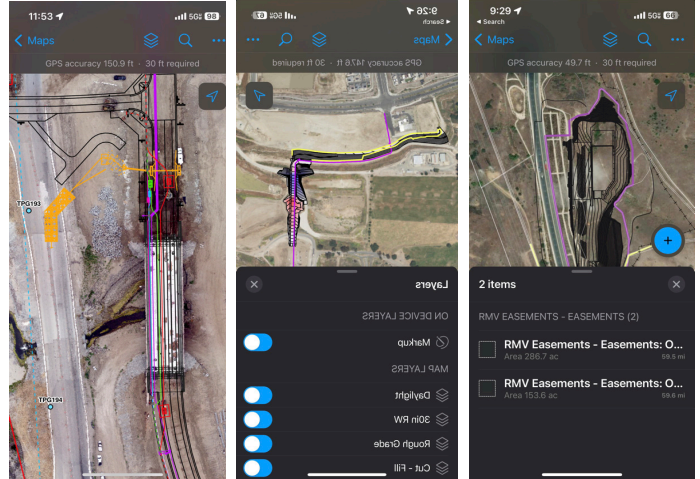 11:53
5GE 98
Maps
GPS accuracy 150.9 ft · 30 ft required
TPG193
TPG194
9:26
5GE 67
Search
Maps
GPS accuracy 147.6 ft · 30 ft required
Layers
ON DEVICE LAYERS
Markup
MAP LAYERS
Daylight
30in RW
Rough Grade
Cut - Fill
9:29
Search
Maps
GPS accuracy 49.7 ft · 30 ft required
2 items
RMV EASEMENTS - EASEMENTS (2)
RMV Easements - Easements: O...
Area 286.7 ac
59.5 mi
RMV Easements - Easements: O...
Area 153.6 ac
59.6 mi